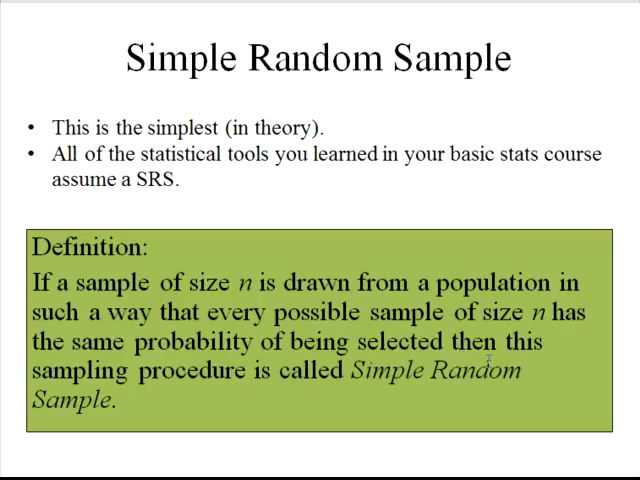 Simple Random Sample
• This is the simplest (in theory).
• All of the statistical tools you learned in your basic stats course
assume a SRS.
Definition:
If a sample of size n is drawn from a population in
such a way that every possible sample of size n has
the same probability of being selected then this
sampling procedure is called Simple Random
Sample.